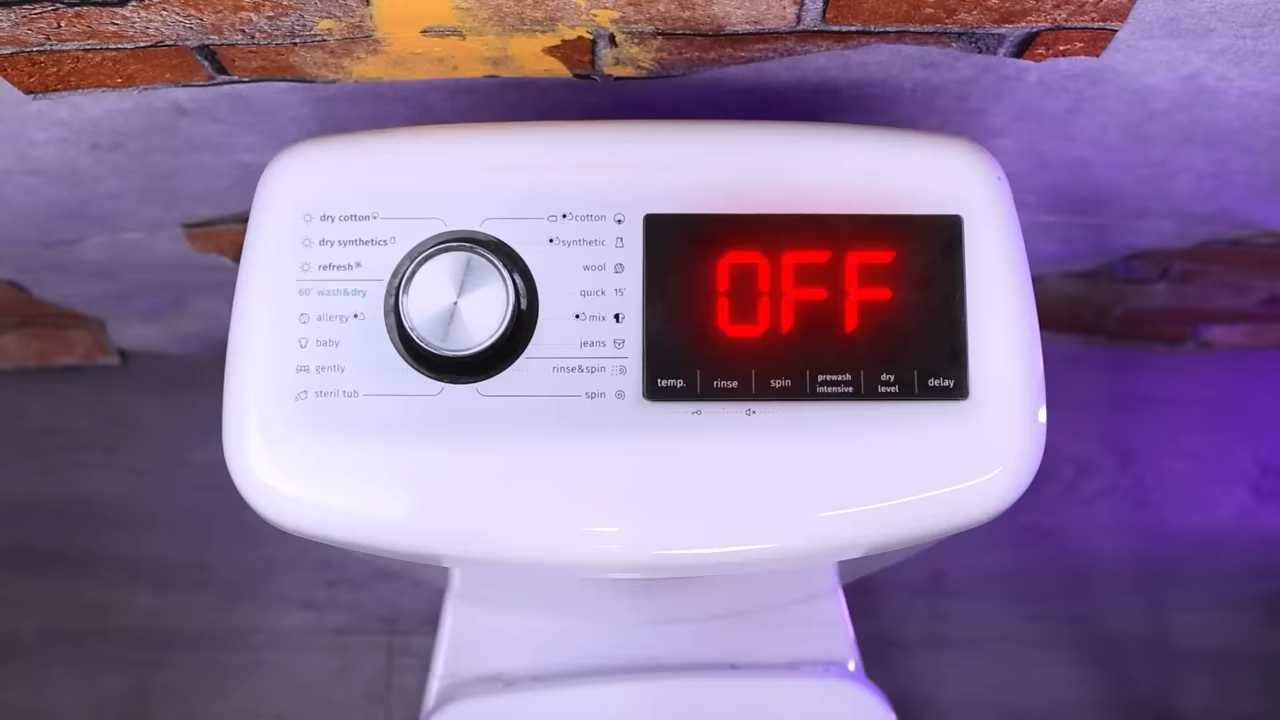 dry cotton
dry synthetics
refresh
60° wash&dry
allergy
baby
gently
steril tub
cotton
synthetic
wool
quick 15'
mix
jeans
rinse&spin
spin
OFF
temp.
rinse
spin
prewash
intensive
dry
level
delay